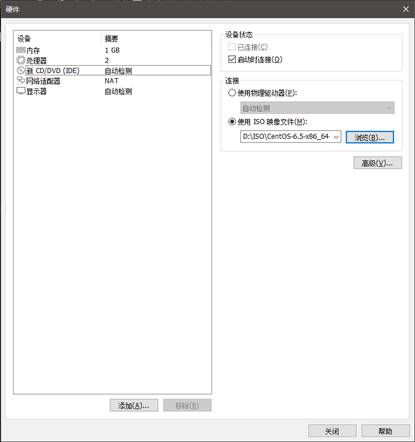 硬件
设备 摘要
内存 1 GB
处理器 2
新 CD/DVD (IDE) 自动检测
网络适配器 NAT
显示器 自动检测
添加(A)... 移除(R)
设备状态
已连接(C)
启动时连接(O)
连接
使用物理驱动器(P):
自动检测
使用 ISO 映像文件(M):
D:\ISO\CentOS-6.5-x86_64- 浏览(B)...
高级(V)...
关闭 帮助